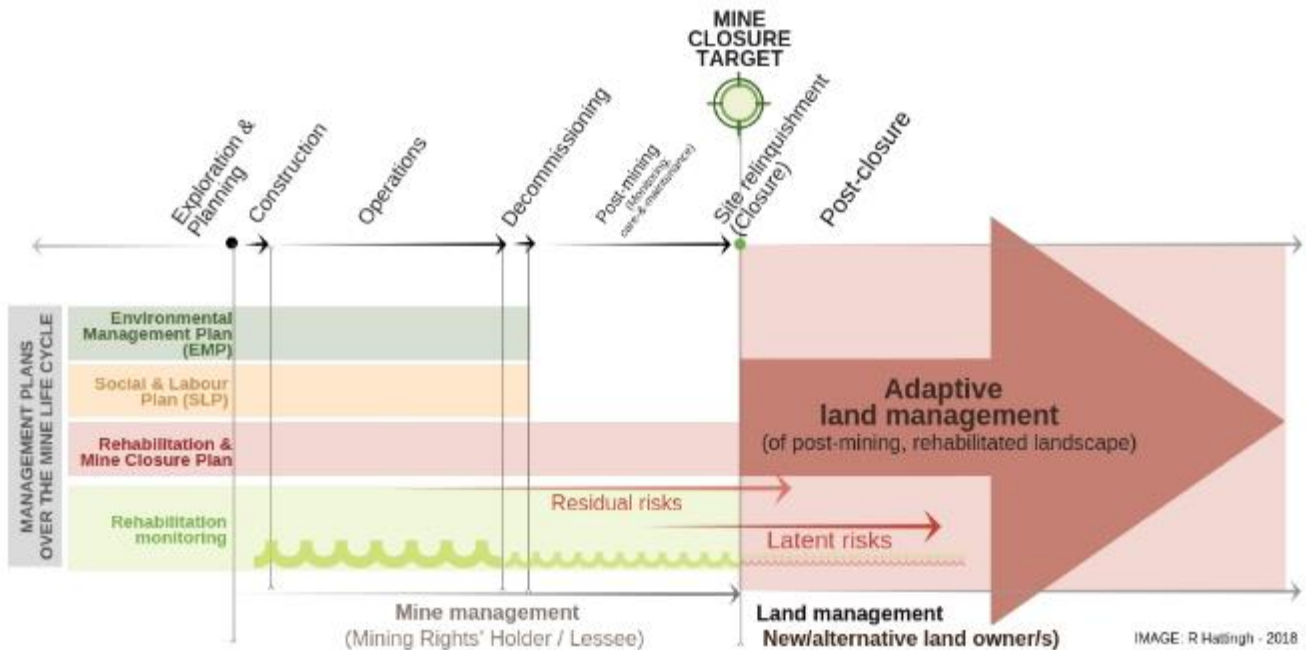 MINE
CLOSURE
TARGET
Exploration &
Planning
Construction
Operations
Decommissioning
Post-mining
(Monitoring,
care-&-maintenance)
Site relinquishment
(Closure)
Post-closure
MANAGEMENT PLANS
OVER THE MINE LIFE CYCLE
Environmental
Management Plan
(EMP)
Social & Labour
Plan (SLP)
Rehabilitation &
Mine Closure Plan
Rehabilitation
monitoring
Adaptive
land management
(of post-mining, rehabilitated landscape)
Residual risks
Latent risks
Mine management
(Mining Rights' Holder / Lessee)
Land management
New/alternative land owner/s)
IMAGE: R Hattingh - 2018